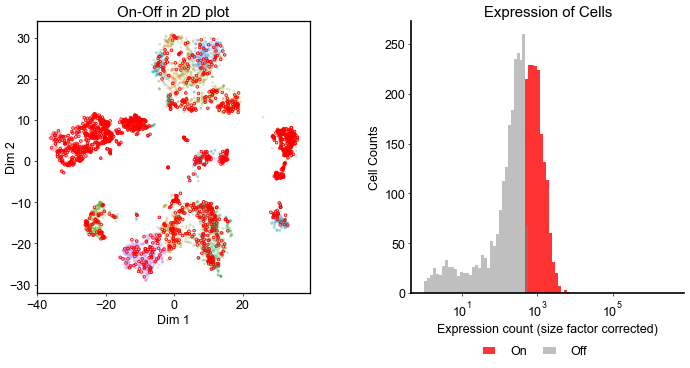 On-Off in 2D plot
30
20
10
0
−10
−20
−30
−40
−20
0
20
Dim 2
Dim 1
Expression of Cells
250
200
150
100
50
0
10^1
10^3
10^5
Cell Counts
Expression count (size factor corrected)
On
Off